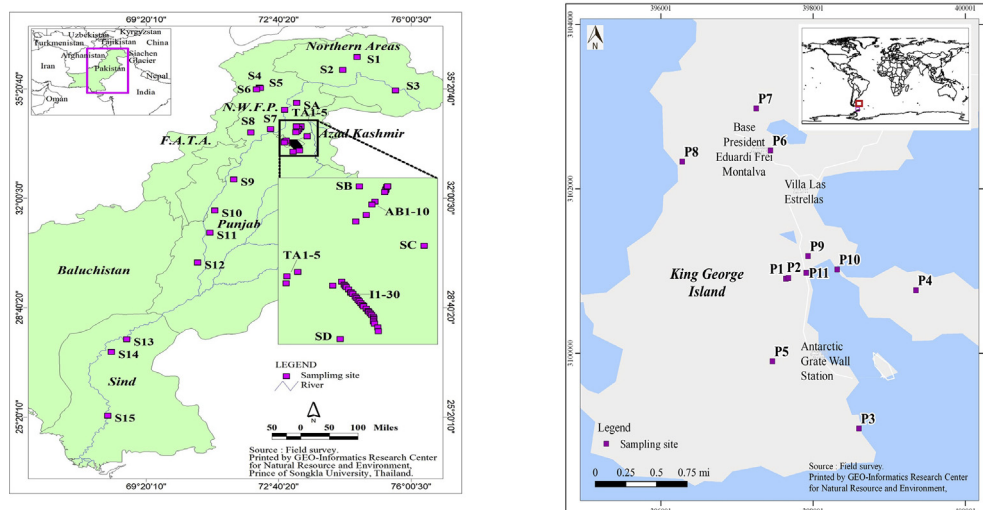 69°20'10"
72°40'20"
76°00'30"
Uzbekistan
Kyrgyzstan
Turkmenistan
Tajikistan
China
Siachen
Glacier
Afghanistan
Iran
Pakistan
Nepal
Oman
India
Northern Areas
S1
S2
S3
S4
S5
S6
N.W.F.P.
SA
TA1-5
S8
S7
Azad Kashmir
F.A.T.A.
S9
S10
Punjab
S11
S12
Baluchistan
SB
AB1-10
SC
TA1-5
I1-30
SD
S13
S14
Sind
S15
LEGEND
Sampling site
River
N
50
0
50
100
Miles
Source : Field survey.
Printed by GEO-Informatics Research Center
for Natural Resource and Environment,
Prince of Songkla University, Thailand.
35°20'40"
32°00'30"
28°40'20"
25°20'10"
69°20'10"
72°40'20"
76°00'30"
396001
398001
400001
3104000
3102000
3100000
N
P7
Base
President
Eduardi Frei
Montalva
P6
P8
Villa Las
Estrellas
P9
P10
P1
P2
P11
King George
Island
P4
P5
Antarctic
Grate Wall
Station
P3
Legend
Sampling site
0
0.25
0.5
0.75 mi
Source : Field survey.
Printed by GEO-Informatics Research Center
for Natural Resource and Environment,